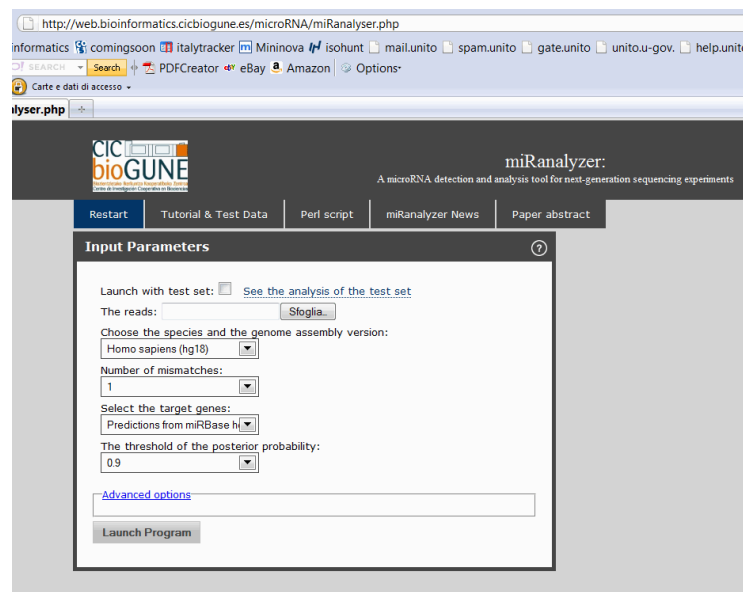 http://web.bioinformatics.cicbiogune.es/microRNA/miRanalyser.php
informatics comingsoon italytracker Mininova isohunt mail.unito spam.unito gate.unito unito.u-gov. help.unito
SEARCH Search PDFCreator eBay Amazon Options
Carte e dati di accesso
lyser.php
CIC
bioGUNE
miRanalyzer:
A microRNA detection and analysis tool for next-generation sequencing experiments
Restart Tutorial & Test Data Perl script miRanalyzer News Paper abstract
Input Parameters ?
Launch with test set: See the analysis of the test set
The reads: Sfoglia..
Choose the species and the genome assembly version:
Homo sapiens (hg18)
Number of mismatches:
1
Select the target genes:
Predictions from miRBase h
The threshold of the posterior probability:
0.9
Advanced options
Launch Program